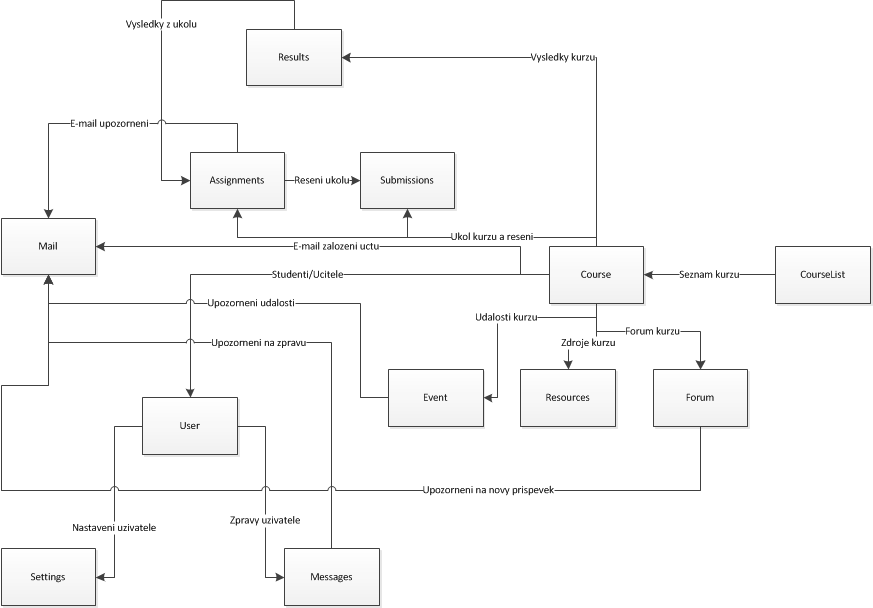 Vysledky z ukolu
Results
Vysledky kurzu
E-mail upozorneni
Assignments
Reseni ukolu
Submissions
Ukol kurzu a reseni
Mail
E-mail zalozeni uctu
Studenti/Ucitele
Course
Seznam kurzu
CourseList
Upozorneni udalosti
Udalosti kurzu
Forum kurzu
Upozorneni na zpravu
Zdroje kurzu
Event
Resources
Forum
User
Upozorneni na novy prispevek
Nastaveni uzivatele
Zpravy uzivatele
Settings
Messages